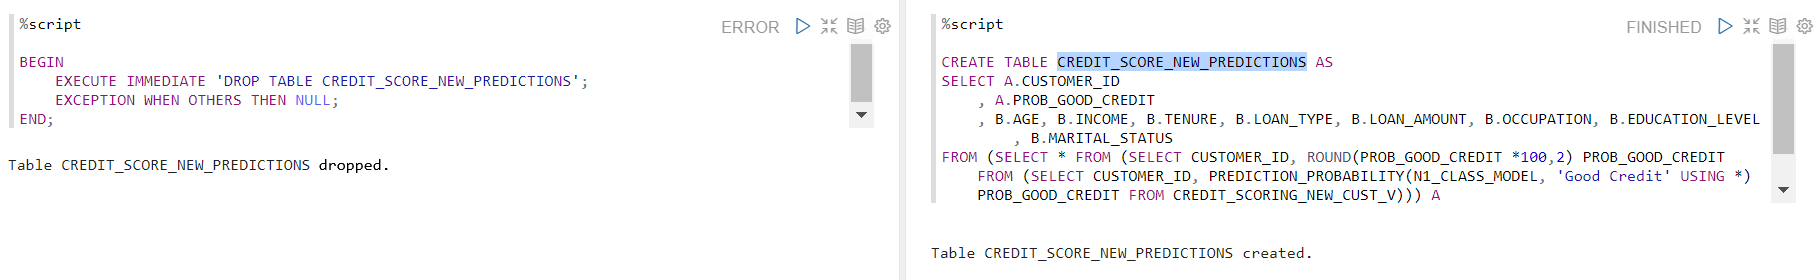 %script
ERROR
BEGIN
EXECUTE IMMEDIATE 'DROP TABLE CREDIT_SCORE_NEW_PREDICTIONS';
EXCEPTION WHEN OTHERS THEN NULL;
END;
Table CREDIT_SCORE_NEW_PREDICTIONS dropped.
%script
FINISHED
CREATE TABLE CREDIT_SCORE_NEW_PREDICTIONS AS
SELECT A.CUSTOMER_ID
, A.PROB_GOOD_CREDIT
, B.AGE, B.INCOME, B.TENURE, B.LOAN_TYPE, B.LOAN_AMOUNT, B.OCCUPATION, B.EDUCATION_LEVEL
, B.MARITAL_STATUS
FROM (SELECT * FROM (SELECT CUSTOMER_ID, ROUND(PROB_GOOD_CREDIT *100,2) PROB_GOOD_CREDIT
FROM (SELECT CUSTOMER_ID, PREDICTION_PROBABILITY(N1_CLASS_MODEL, 'Good Credit' USING *)
PROB_GOOD_CREDIT FROM CREDIT_SCORING_NEW_CUST_V))) A
Table CREDIT_SCORE_NEW_PREDICTIONS created.